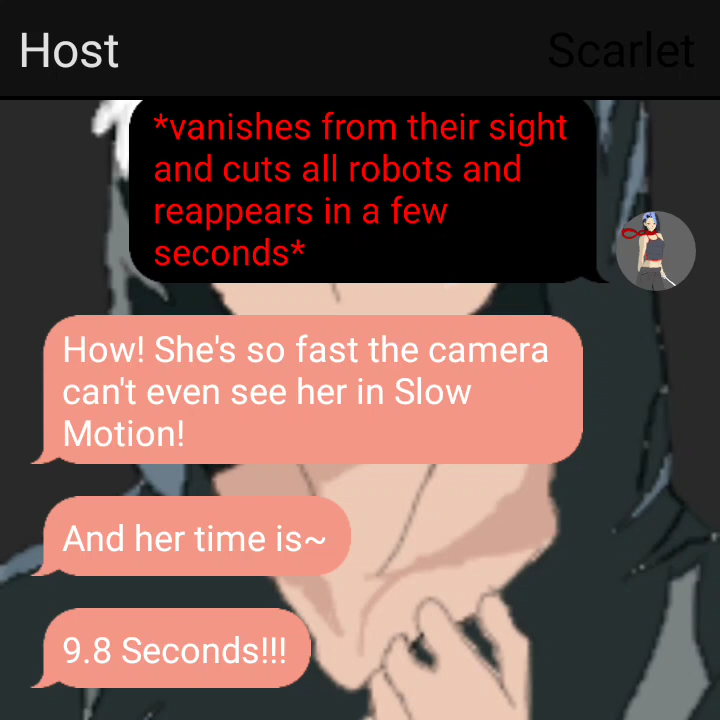 Host
Scarlet
*vanishes from their sight
and cuts all robots and
reappears in a few
seconds*
How! She's so fast the camera
can't even see her in Slow
Motion!
And her time is~
9.8 Seconds!!!